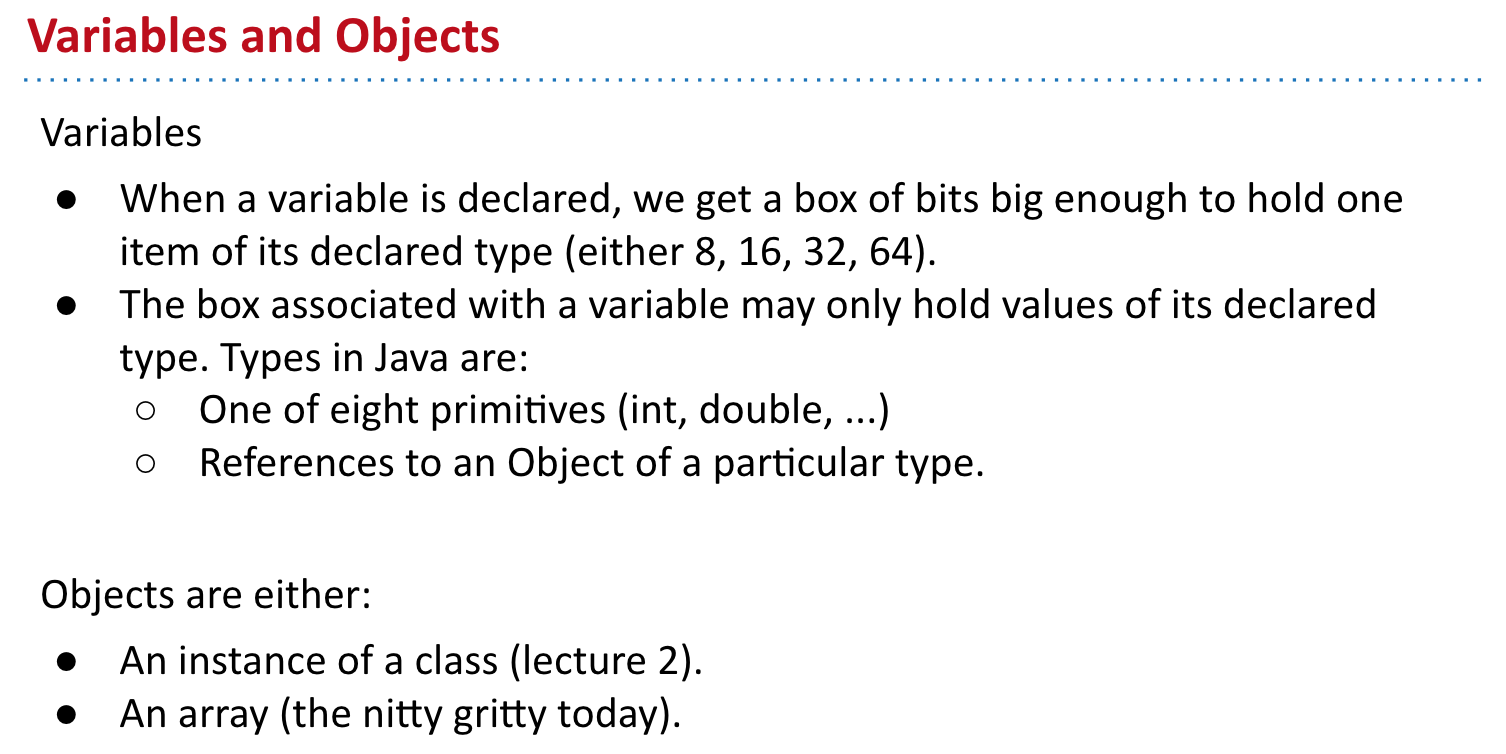 Variables and Objects
Variables
● When a variable is declared, we get a box of bits big enough to hold one
item of its declared type (either 8, 16, 32, 64).
● The box associated with a variable may only hold values of its declared
type. Types in Java are:
○ One of eight primitives (int, double, ...)
○ References to an Object of a particular type.
Objects are either:
● An instance of a class (lecture 2).
● An array (the nitty gritty today).